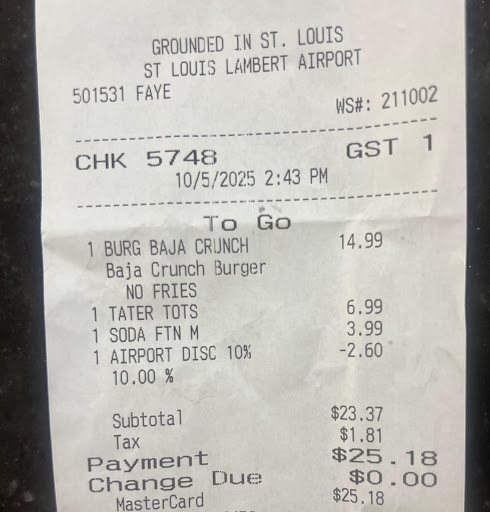 GROUNDED IN ST. LOUIS
ST LOUIS LAMBERT AIRPORT
501531 FAYE
WS#: 211002
CHK 5748 GST 1
10/5/2025 2:43 PM
To Go
1 BURG BAJA CRUNCH 14.99
Baja Crunch Burger
NO FRIES
1 TATER TOTS 6.99
1 SODA FTN M 3.99
1 AIRPORT DISC 10% -2.60
10.00 %
Subtotal $23.37
Tax $1.81
Payment $25.18
Change Due $0.00
MasterCard $25.18